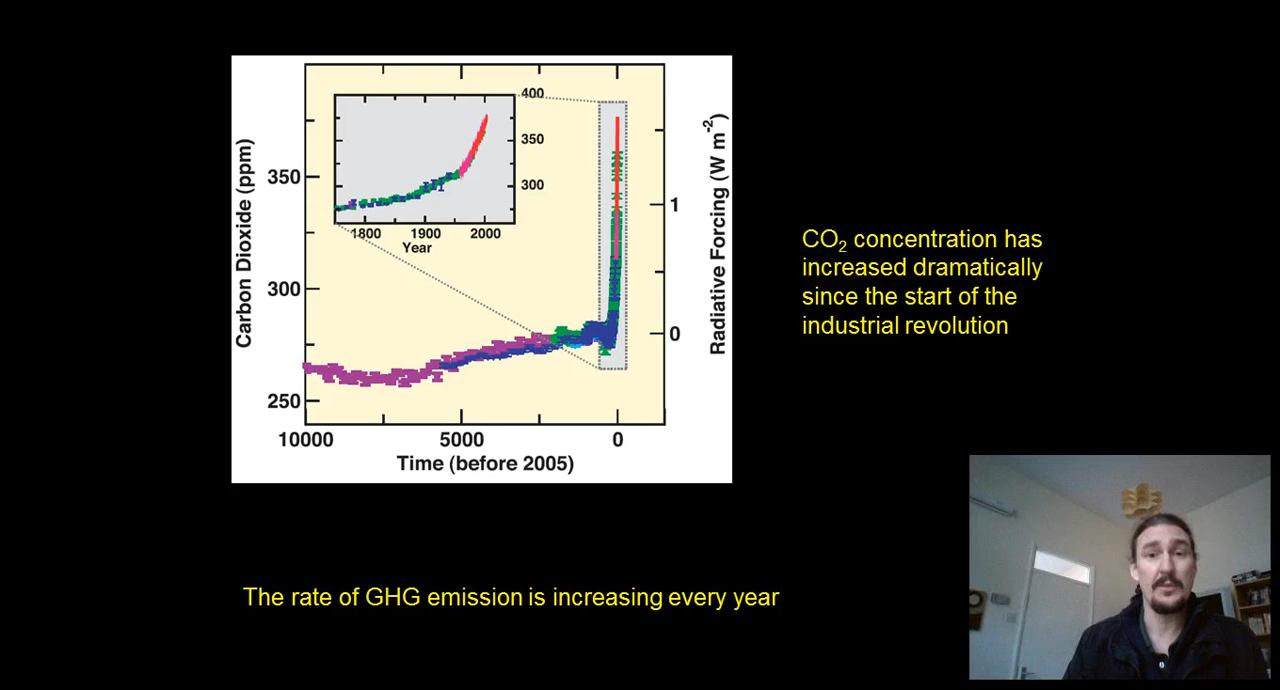 400
350
300
1800 1900 2000
Year
Carbon Dioxide (ppm)
350
300
250
1
0
Radiative Forcing (W m⁻²)
10000 5000 0
Time (before 2005)
CO₂ concentration has
increased dramatically
since the start of the
industrial revolution
The rate of GHG emission is increasing every year